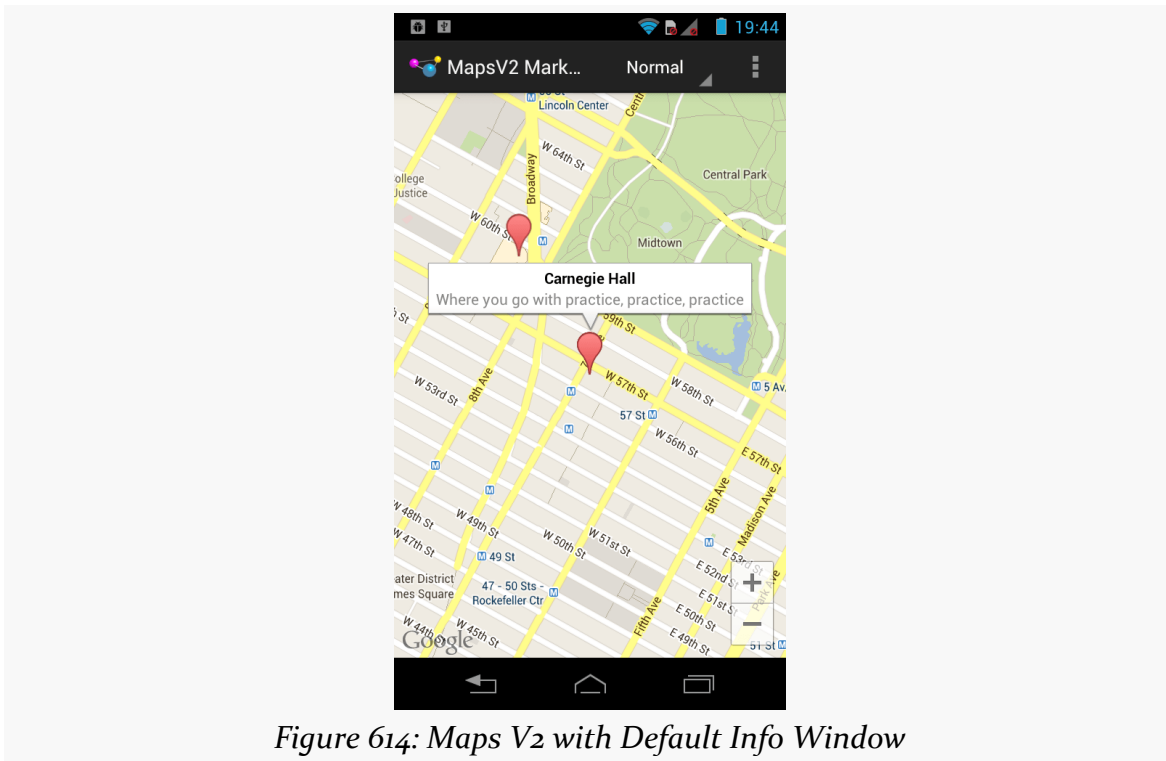 19:44
MapsV2 Mark... Normal
Lincoln Center
Broadway
W 64th St
Central Park
ollege
Justice
W 60th St
Midtown
Carnegie Hall
Where you go with practice, practice, practice
59th St
W 57th St
W 58th St
W 53rd St
8th Ave
5 Av
57 St
W 56th St
E 57th St
5th Ave
Madison Ave
W 48th St
W 49th St
W 47th St
W 50th St
W 51st St
49 St
E 53rd St
E 52nd St
ater District
mes Square
47 - 50 Sts -
Rockefeller Ctr
E 51st St
Park Ave
Fifth Ave
E 50th St
W 44th
W 45th St
E 49th St
51 St
Google
Figure 614: Maps V2 with Default Info Window